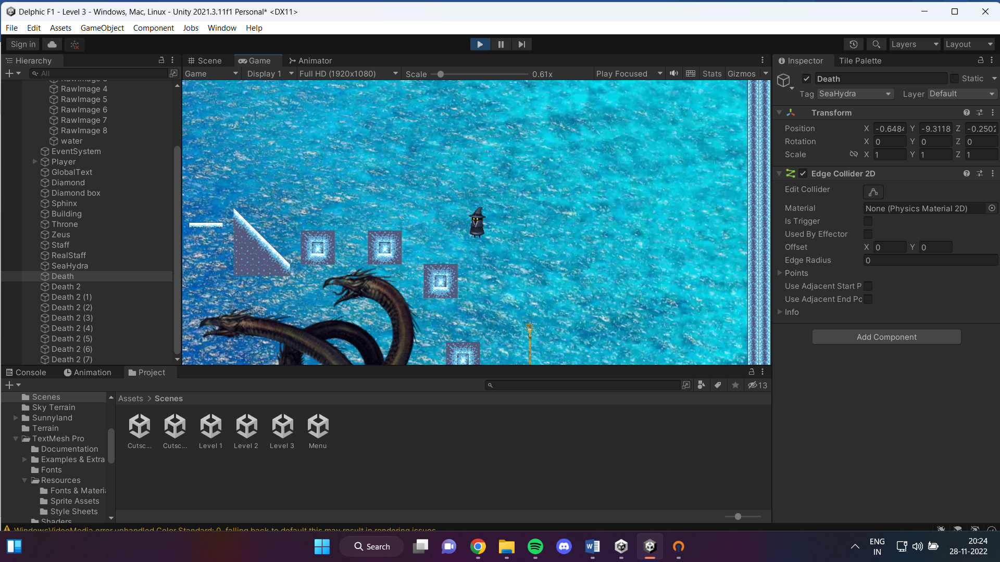 Delphic F1 - Level 3 - Windows, Mac, Linux - Unity 2021.3.11f1 Personal* <DX11>
File Edit Assets GameObject Component Jobs Window Help
Sign in
Layers
Layout
Hierarchy
Scene
Game
Animator
Inspector
Tile Palette
All
Game
Display 1
Full HD (1920x1080)
Scale
0.61x
Play Focused
Stats
Gizmos
RawImage 4
RawImage 5
RawImage 6
RawImage 7
RawImage 8
water
EventSystem
Player
GlobalText
Diamond
Diamond box
Sphinx
Building
Throne
Zeus
Staff
RealStaff
SeaHydra
Death
Death 2
Death 2 (1)
Death 2 (2)
Death 2 (3)
Death 2 (4)
Death 2 (5)
Death 2 (6)
Death 2 (7)
Death
Static
Tag SeaHydra Layer Default
Transform
Position X -0.6484 Y -9.3118 Z -0.2502
Rotation X 0 Y 0 Z 0
Scale X 1 Y 1 Z 1
Edge Collider 2D
Edit Collider
Material None (Physics Material 2D)
Is Trigger
Used By Effector
Offset X 0 Y 0
Edge Radius 0
Points
Use Adjacent Start P
Use Adjacent End Po
Info
Add Component
Console
Animation
Project
13
Scenes
Sky Terrain
Sunnyland
Terrain
TextMesh Pro
Documentation
Examples & Extra
Fonts
Resources
Fonts & Materi
Sprite Assets
Style Sheets
Shaders
Assets > Scenes
Cutsc...
Cutsc...
Level 1
Level 2
Level 3
Menu
WindowsVideoMedia error unhandled Color Standard: 0 falling back to default this may result in rendering issues
Search
ENG
IN
20:24
28-11-2022